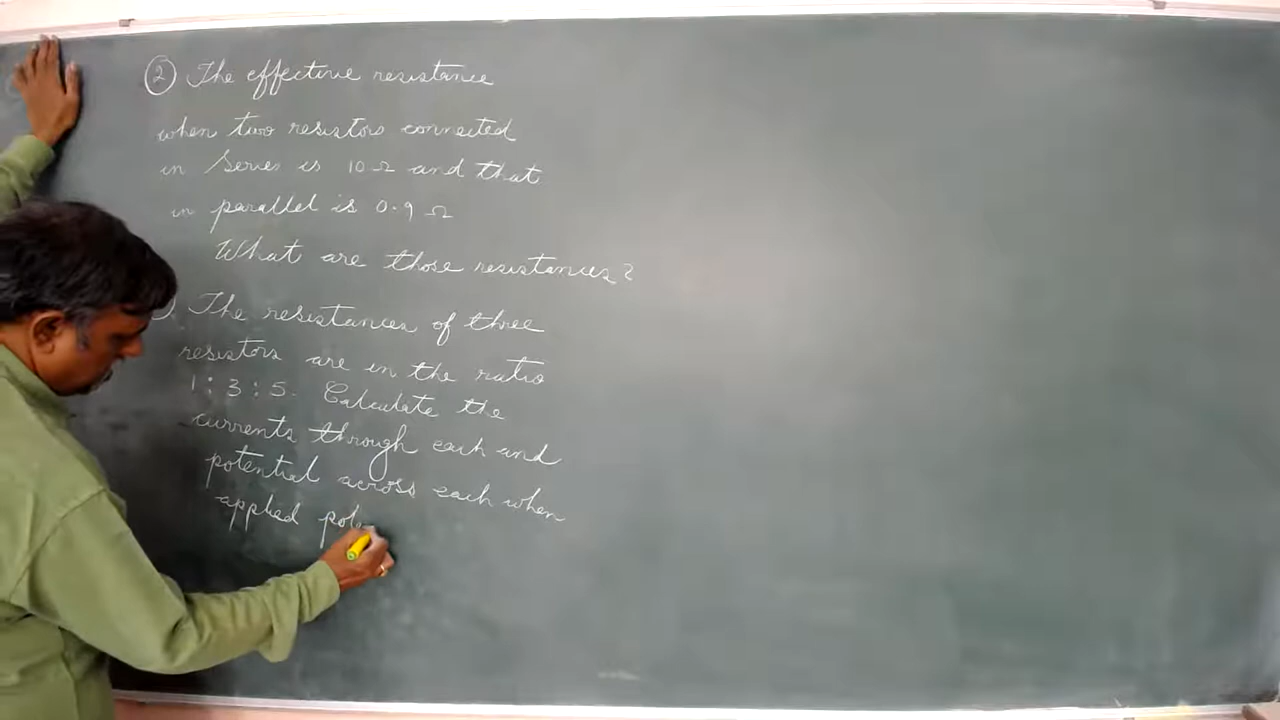 ② The effective resistance
when two resistors connected
in Series is 10 Ω and that
in parallel is 0.9 Ω
What are those resistances?
The resistances of three
resistors are in the ratio
1 : 3 : 5. Calculate the
currents through each and
potential across each when
applied pot